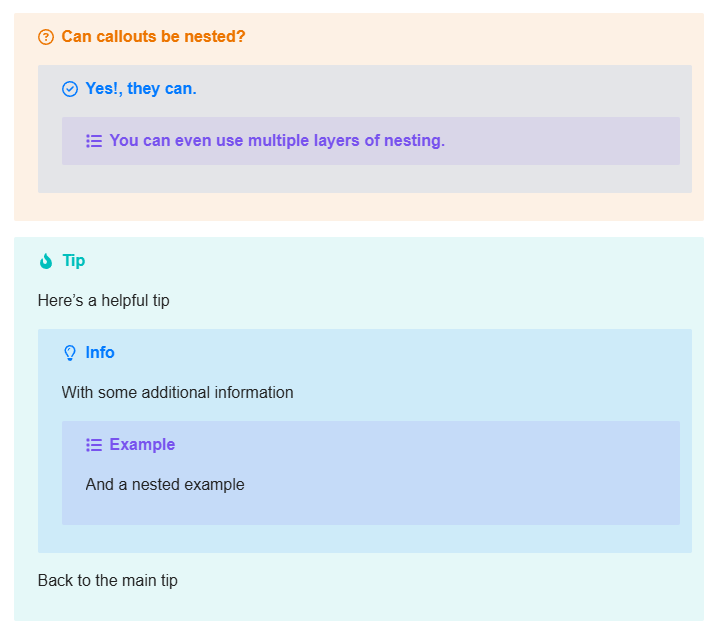 Can callouts be nested?
Yes!, they can.
You can even use multiple layers of nesting.
Tip
Here’s a helpful tip
Info
With some additional information
Example
And a nested example
Back to the main tip